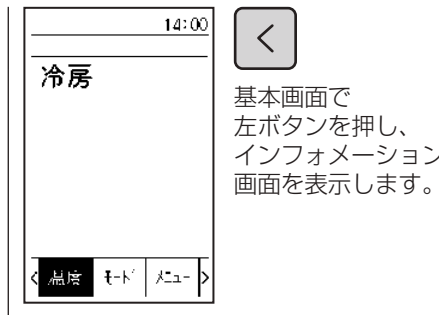 14:00
冷房
< 温度 モード メニュー >
<
基本画面で
左ボタンを押し、
インフォメーション
画面を表示します。